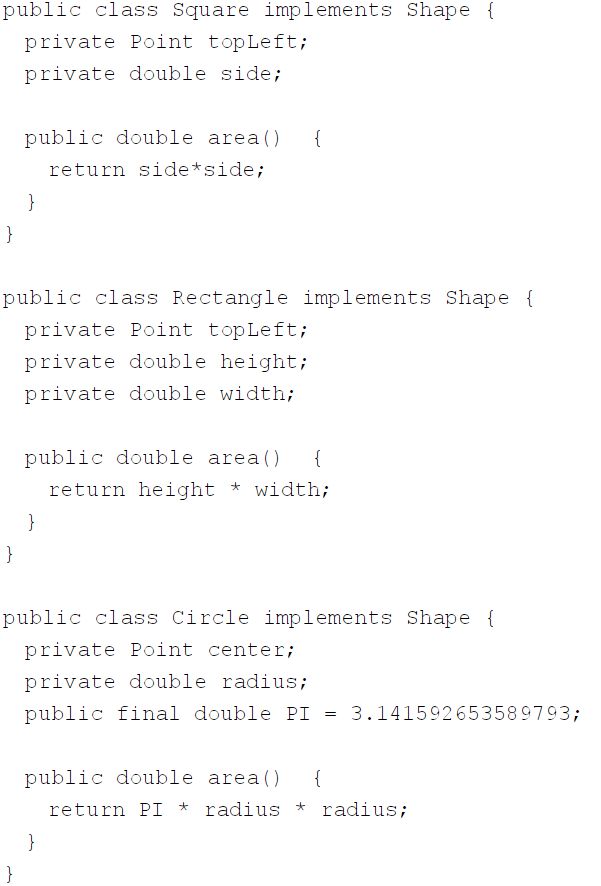 public class Square implements Shape {
  private Point topLeft;
  private double side;

  public double area()  {
    return side*side;
  }
}

public class Rectangle implements Shape {
  private Point topLeft;
  private double height;
  private double width;

  public double area()  {
    return height * width;
  }
}

public class Circle implements Shape {
  private Point center;
  private double radius;
  public final double PI = 3.141592653589793;

  public double area()  {
    return PI * radius * radius;
  }
}